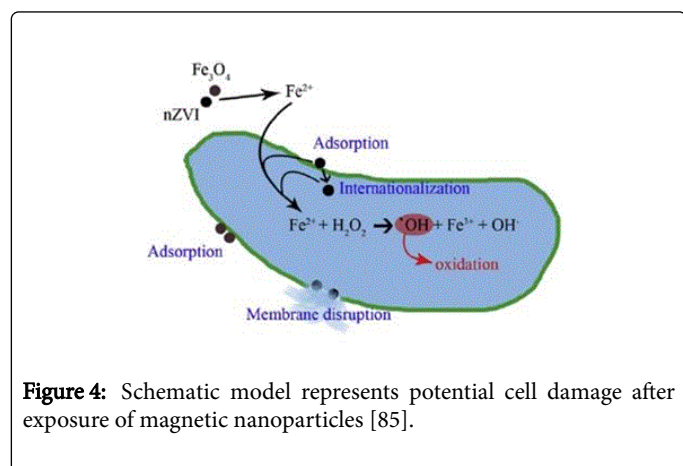 Fe₃O₄
nZVI
Fe²⁺
Adsorption
Internationalization
Fe²⁺ + H₂O₂ → •OH + Fe³⁺ + OH⁻
oxidation
Adsorption
Membrane disruption
Figure 4: Schematic model represents potential cell damage after
exposure of magnetic nanoparticles [85].